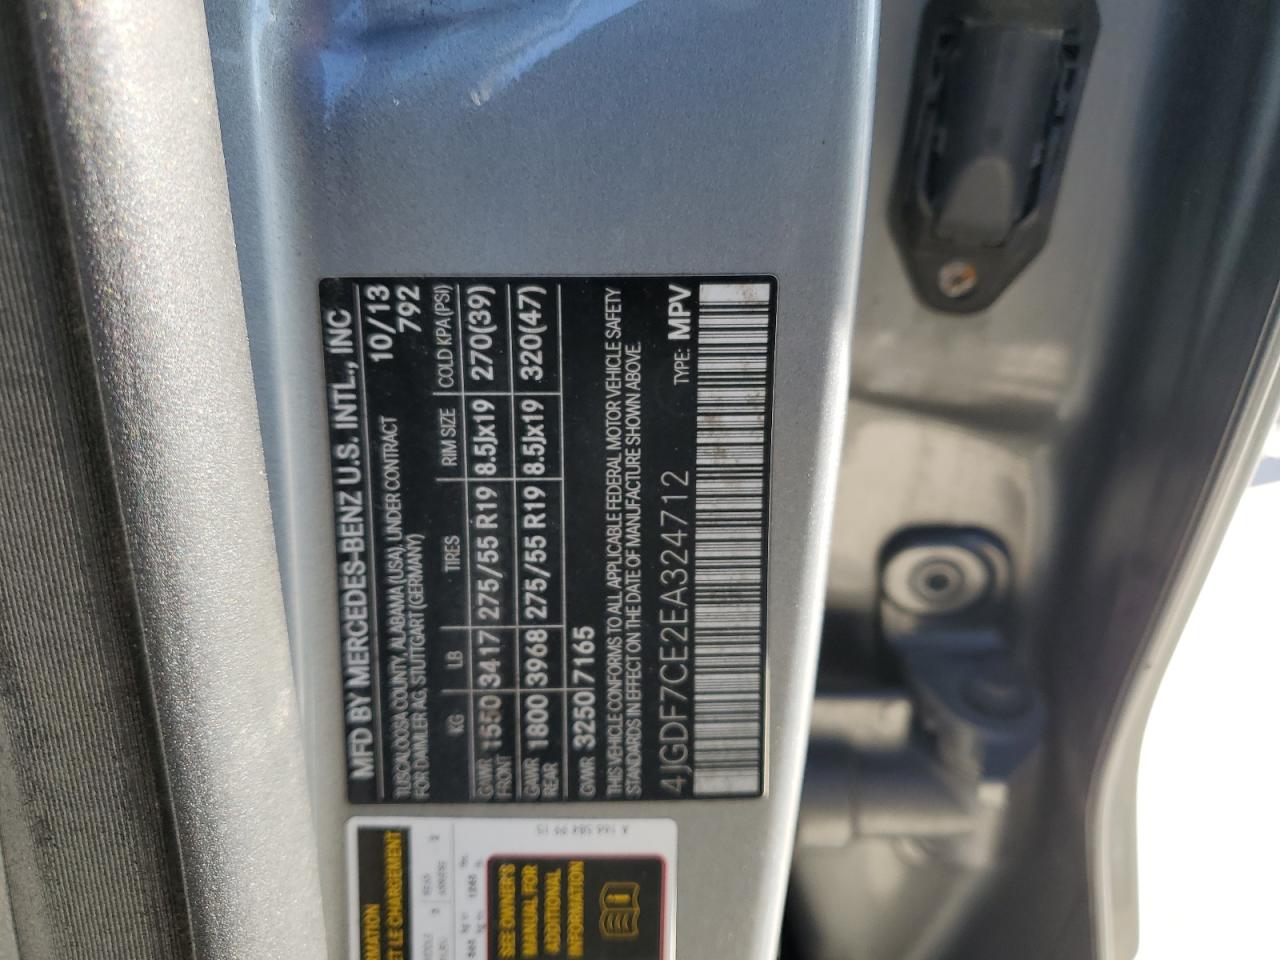 MFD BY MERCEDES-BENZ U.S. INTL., INC
TUSCALOOSA COUNTY, ALABAMA (USA), UNDER CONTRACT 10/13
FOR DAIMLER AG, STUTTGART (GERMANY) 792
KG LB TIRES RIM SIZE COLD KPA (PSI)
GAWR FRONT 1550 3417 275/55 R19 8.5Jx19 270(39)
GAWR REAR 1800 3968 275/55 R19 8.5Jx19 320(47)
GVWR 3250 7165
THIS VEHICLE CONFORMS TO ALL APPLICABLE FEDERAL MOTOR VEHICLE SAFETY
STANDARDS IN EFFECT ON THE DATE OF MANUFACTURE SHOWN ABOVE.
4JGDF7CE2EA324712 TYPE: MPV
RMATION
ET LE CHARGEMENT
SEE OWNER'S
MANUAL FOR
ADDITIONAL
INFORMATION